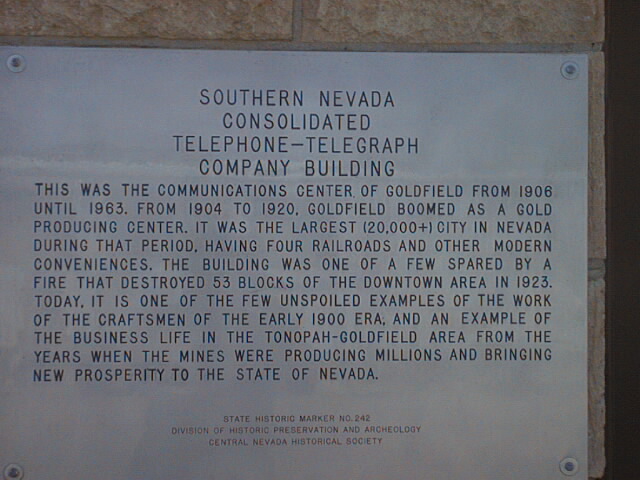 SOUTHERN NEVADA
CONSOLIDATED
TELEPHONE-TELEGRAPH
COMPANY BUILDING
THIS WAS THE COMMUNICATIONS CENTER OF GOLDFIELD FROM 1906
UNTIL 1963. FROM 1904 TO 1920, GOLDFIELD BOOMED AS A GOLD
PRODUCING CENTER. IT WAS THE LARGEST (20,000+) CITY IN NEVADA
DURING THAT PERIOD, HAVING FOUR RAILROADS AND OTHER MODERN
CONVENIENCES. THE BUILDING WAS ONE OF A FEW SPARED BY A
FIRE THAT DESTROYED 53 BLOCKS OF THE DOWNTOWN AREA IN 1923.
TODAY, IT IS ONE OF THE FEW UNSPOILED EXAMPLES OF THE WORK
OF THE CRAFTSMEN OF THE EARLY 1900 ERA, AND AN EXAMPLE OF
THE BUSINESS LIFE IN THE TONOPAH-GOLDFIELD AREA FROM THE
YEARS WHEN THE MINES WERE PRODUCING MILLIONS AND BRINGING
NEW PROSPERITY TO THE STATE OF NEVADA.
STATE HISTORIC MARKER NO. 242
DIVISION OF HISTORIC PRESERVATION AND ARCHEOLOGY
CENTRAL NEVADA HISTORICAL SOCIETY